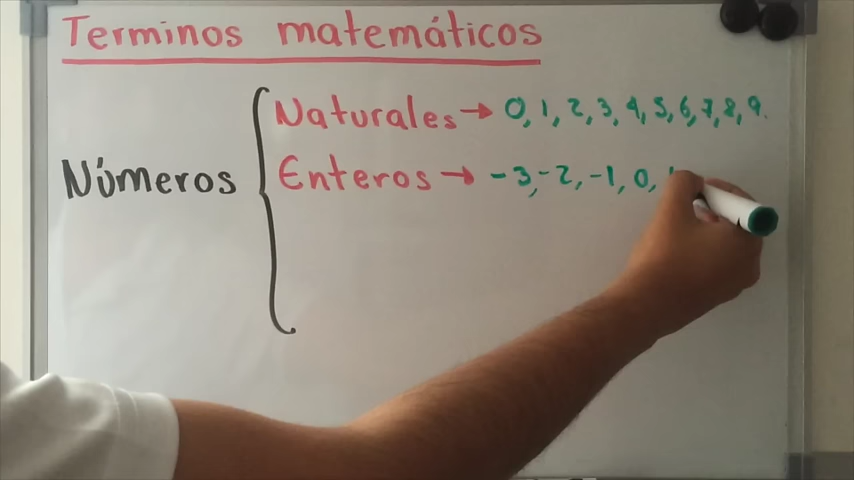 Terminos matemáticos
Naturales → 0, 1, 2, 3, 4, 5, 6, 7, 8, 9.
Números
Enteros → -3, -2, -1, 0,